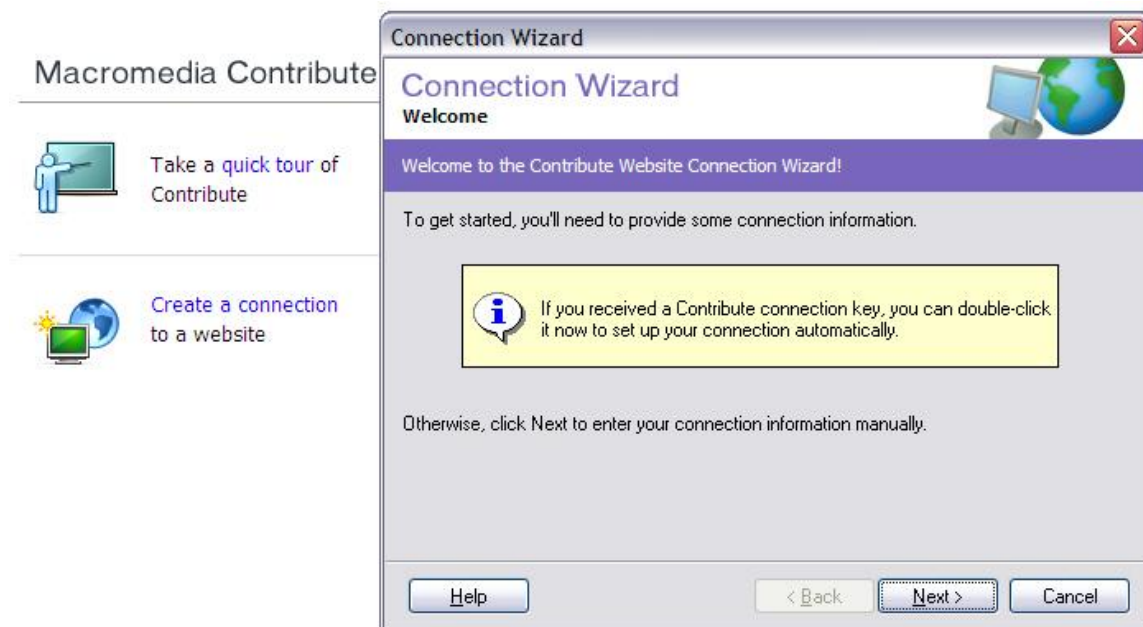 Macromedia Contribute
Take a quick tour of
Contribute
Create a connection
to a website
Connection Wizard
Connection Wizard
Welcome
Welcome to the Contribute Website Connection Wizard!
To get started, you'll need to provide some connection information.
If you received a Contribute connection key, you can double-click
it now to set up your connection automatically.
Otherwise, click Next to enter your connection information manually.
Help
< Back
Next >
Cancel